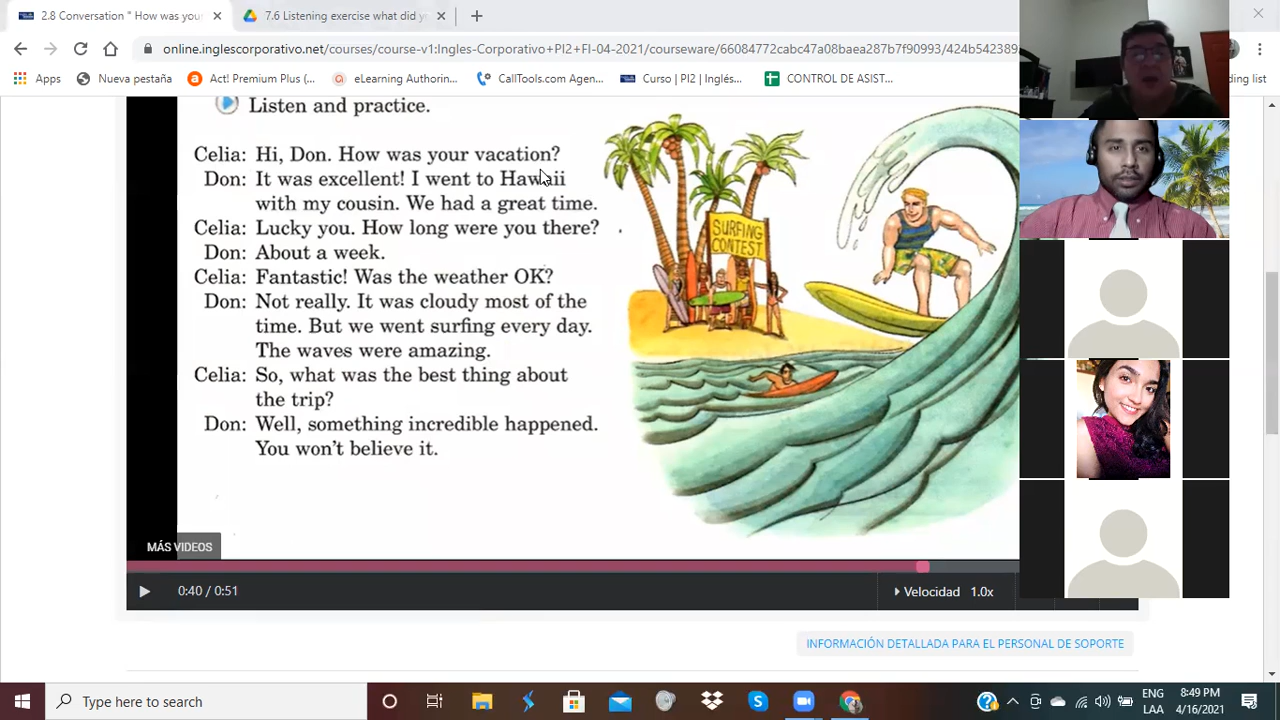 2.8 Conversation " How was you
7.6 Listening exercise what did y
online.inglescorporativo.net/courses/course-v1:Ingles-Corporativo+PI2+FI-04-2021/courseware/66084772cabc47a08baea287b7f90993/424b542389
Apps
Nueva pestaña
Act! Premium Plus (...
eLearning Authorin...
CallTools.com Agen...
Curso | PI2 | Inglés...
CONTROL DE ASIST...
ding list
Listen and practice.
Celia: Hi, Don. How was your vacation?
Don: It was excellent! I went to Hawaii
with my cousin. We had a great time.
Celia: Lucky you. How long were you there?
Don: About a week.
Celia: Fantastic! Was the weather OK?
Don: Not really. It was cloudy most of the
time. But we went surfing every day.
The waves were amazing.
Celia: So, what was the best thing about
the trip?
Don: Well, something incredible happened.
You won't believe it.
SURFING
CONTEST
MÁS VIDEOS
0:40 / 0:51
Velocidad 1.0x
INFORMACIÓN DETALLADA PARA EL PERSONAL DE SOPORTE
Type here to search
ENG
LAA
8:49 PM
4/16/2021